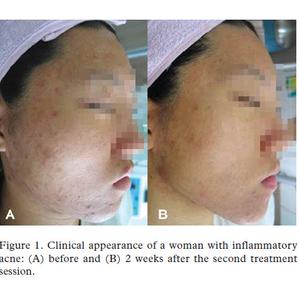 A
B
Figure 1. Clinical appearance of a woman with inflammatory
acne: (A) before and (B) 2 weeks after the second treatment
session.